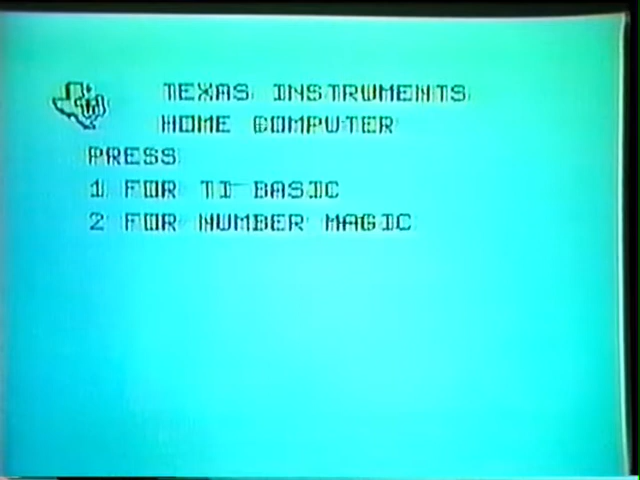 TEXAS INSTRUMENTS
HOME COMPUTER
PRESS
1 FOR TI BASIC
2 FOR NUMBER MAGIC